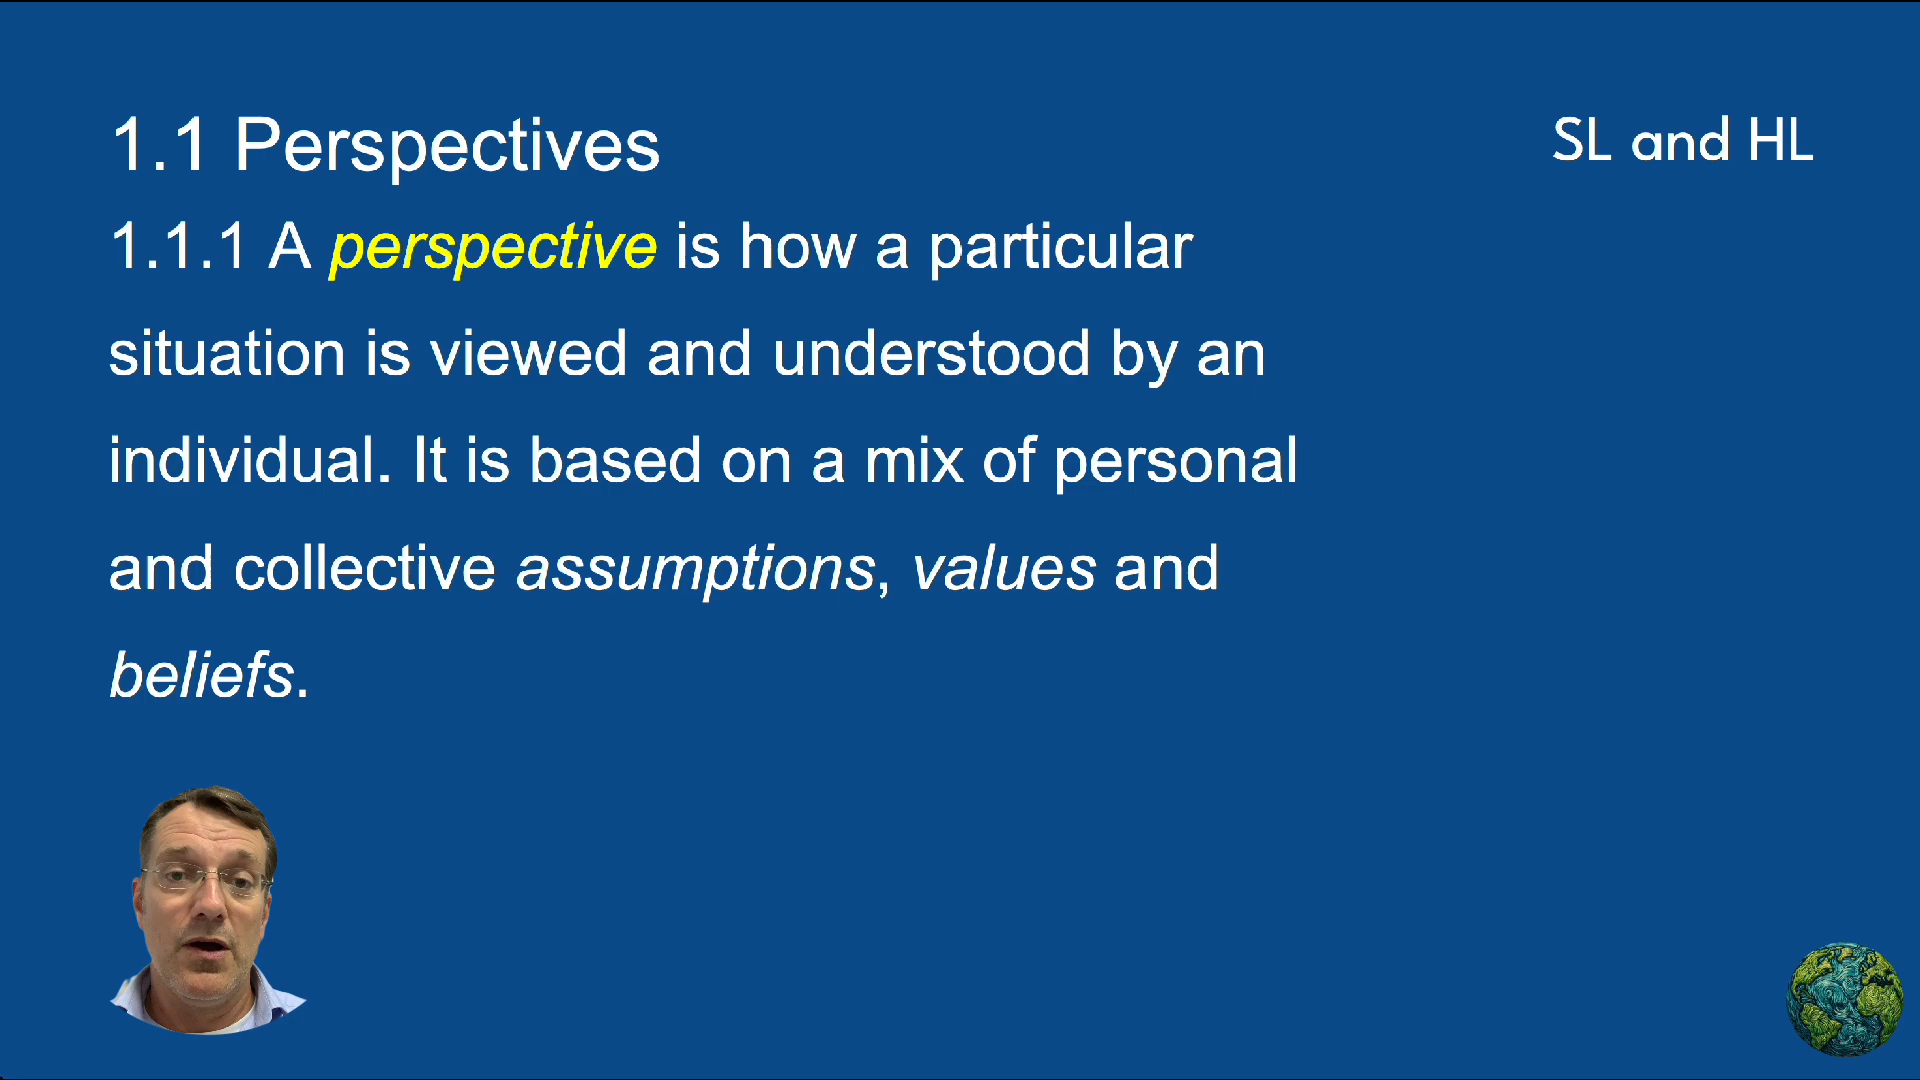 1.1 Perspectives
SL and HL
1.1.1 A perspective is how a particular
situation is viewed and understood by an
individual. It is based on a mix of personal
and collective assumptions, values and
beliefs.